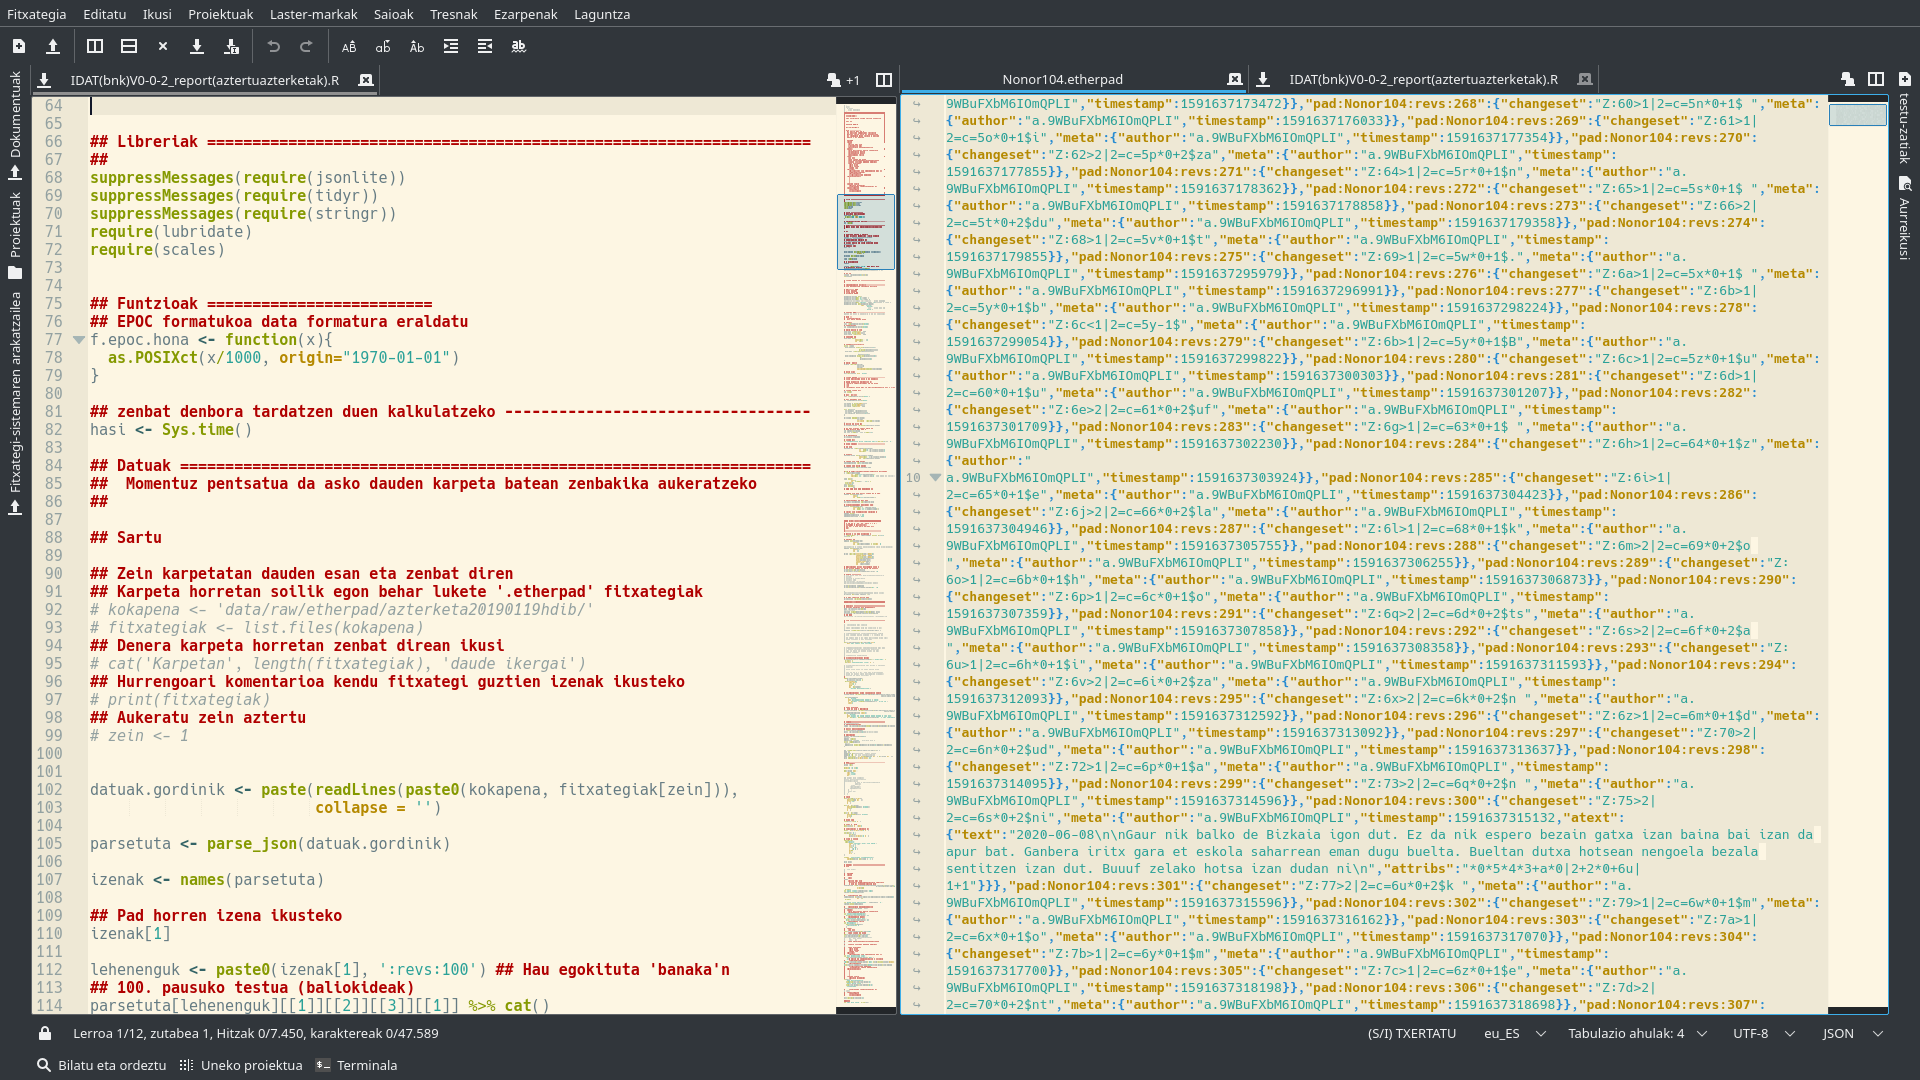 Fitxategia Editatu Ikusi Proiektuak Laster-markak Saioak Tresnak Ezarpenak Laguntza
IDAT(bnk)V0-0-2_report(aztertuazterketak).R +1
Dokumentuak
Proiektuak
Fitxategi-sistemaren arakatzailea
64
65
66 ## Libreriak ===================================================================
67 ##
68 suppressMessages(require(jsonlite))
69 suppressMessages(require(tidyr))
70 suppressMessages(require(stringr))
71 require(lubridate)
72 require(scales)
73
74
75 ## Funtzioak =========================
76 ## EPOC formatukoa data formatura eraldatu
77 f.epoc.hona <- function(x){
78   as.POSIXct(x/1000, origin="1970-01-01")
79 }
80
81 ## zenbat denbora tardatzen duen kalkulatzeko ----------------------------------
82 hasi <- Sys.time()
83
84 ## Datuak ======================================================================
85 ##  Momentuz pentsatua da asko dauden karpeta batean zenbakika aukeratzeko
86 ##
87
88 ## Sartu
89
90 ## Zein karpetatan dauden esan eta zenbat diren
91 ## Karpeta horretan soilik egon behar lukete '.etherpad' fitxategiak
92 # kokapena <- 'data/raw/etherpad/azterketa20190119hdib/'
93 # fitxategiak <- list.files(kokapena)
94 ## Denera karpeta horretan zenbat direan ikusi
95 # cat('Karpetan', length(fitxategiak), 'daude ikergai')
96 ## Hurrengoari komentarioa kendu fitxategi guztien izenak ikusteko
97 # print(fitxategiak)
98 ## Aukeratu zein aztertu
99 # zein <- 1
100
101
102 datuak.gordinik <- paste(readLines(paste0(kokapena, fitxategiak[zein])),
103                          collapse = '')
104
105 parsetuta <- parse_json(datuak.gordinik)
106
107 izenak <- names(parsetuta)
108
109 ## Pad horren izena ikusteko
110 izenak[1]
111
112 lehenenguk <- paste0(izenak[1], ':revs:100') ## Hau egokituta 'banaka'n
113 ## 100. pausuko testua (baliokideak)
114 parsetuta[lehenenguk][[1]][[2]][[3]][[1]] %>% cat()
Nonor104.etherpad IDAT(bnk)V0-0-2_report(aztertuazterketak).R
9WBuFXbM6IOmQPLI","timestamp":1591637173472}},"pad:Nonor104:revs:268":{"changeset":"Z:60>1|2=c=5n*0+1$ ","meta":
{"author":"a.9WBuFXbM6IOmQPLI","timestamp":1591637176033}},"pad:Nonor104:revs:269":{"changeset":"Z:61>1|
2=c=5o*0+1$i","meta":{"author":"a.9WBuFXbM6IOmQPLI","timestamp":1591637177354}},"pad:Nonor104:revs:270":
{"changeset":"Z:62>2|2=c=5p*0+2$za","meta":{"author":"a.9WBuFXbM6IOmQPLI","timestamp":
1591637177855}},"pad:Nonor104:revs:271":{"changeset":"Z:64>1|2=c=5r*0+1$n","meta":{"author":"a.
9WBuFXbM6IOmQPLI","timestamp":1591637178362}},"pad:Nonor104:revs:272":{"changeset":"Z:65>1|2=c=5s*0+1$ ","meta":
{"author":"a.9WBuFXbM6IOmQPLI","timestamp":1591637178858}},"pad:Nonor104:revs:273":{"changeset":"Z:66>2|
2=c=5t*0+2$du","meta":{"author":"a.9WBuFXbM6IOmQPLI","timestamp":1591637179358}},"pad:Nonor104:revs:274":
{"changeset":"Z:68>1|2=c=5v*0+1$t","meta":{"author":"a.9WBuFXbM6IOmQPLI","timestamp":
1591637179855}},"pad:Nonor104:revs:275":{"changeset":"Z:69>1|2=c=5w*0+1$.","meta":{"author":"a.
9WBuFXbM6IOmQPLI","timestamp":1591637295979}},"pad:Nonor104:revs:276":{"changeset":"Z:6a>1|2=c=5x*0+1$ ","meta":
{"author":"a.9WBuFXbM6IOmQPLI","timestamp":1591637296991}},"pad:Nonor104:revs:277":{"changeset":"Z:6b>1|
2=c=5y*0+1$b","meta":{"author":"a.9WBuFXbM6IOmQPLI","timestamp":1591637298224}},"pad:Nonor104:revs:278":
{"changeset":"Z:6c<1|2=c=5y-1$","meta":{"author":"a.9WBuFXbM6IOmQPLI","timestamp":
1591637299054}},"pad:Nonor104:revs:279":{"changeset":"Z:6b>1|2=c=5y*0+1$B","meta":{"author":"a.
9WBuFXbM6IOmQPLI","timestamp":1591637299822}},"pad:Nonor104:revs:280":{"changeset":"Z:6c>1|2=c=5z*0+1$u","meta":
{"author":"a.9WBuFXbM6IOmQPLI","timestamp":1591637300303}},"pad:Nonor104:revs:281":{"changeset":"Z:6d>1|
2=c=60*0+1$u","meta":{"author":"a.9WBuFXbM6IOmQPLI","timestamp":1591637301207}},"pad:Nonor104:revs:282":
{"changeset":"Z:6e>2|2=c=61*0+2$uf","meta":{"author":"a.9WBuFXbM6IOmQPLI","timestamp":
1591637301709}},"pad:Nonor104:revs:283":{"changeset":"Z:6g>1|2=c=63*0+1$ ","meta":{"author":"a.
9WBuFXbM6IOmQPLI","timestamp":1591637302230}},"pad:Nonor104:revs:284":{"changeset":"Z:6h>1|2=c=64*0+1$z","meta":
{"author":"
10 a.9WBuFXbM6IOmQPLI","timestamp":1591637303924}},"pad:Nonor104:revs:285":{"changeset":"Z:6i>1|
2=c=65*0+1$e","meta":{"author":"a.9WBuFXbM6IOmQPLI","timestamp":1591637304423}},"pad:Nonor104:revs:286":
{"changeset":"Z:6j>2|2=c=66*0+2$la","meta":{"author":"a.9WBuFXbM6IOmQPLI","timestamp":
1591637304946}},"pad:Nonor104:revs:287":{"changeset":"Z:6l>1|2=c=68*0+1$k","meta":{"author":"a.
9WBuFXbM6IOmQPLI","timestamp":1591637305755}},"pad:Nonor104:revs:288":{"changeset":"Z:6m>2|2=c=69*0+2$o
","meta":{"author":"a.9WBuFXbM6IOmQPLI","timestamp":1591637306255}},"pad:Nonor104:revs:289":{"changeset":"Z:
6o>1|2=c=6b*0+1$h","meta":{"author":"a.9WBuFXbM6IOmQPLI","timestamp":1591637306873}},"pad:Nonor104:revs:290":
{"changeset":"Z:6p>1|2=c=6c*0+1$o","meta":{"author":"a.9WBuFXbM6IOmQPLI","timestamp":
1591637307359}},"pad:Nonor104:revs:291":{"changeset":"Z:6q>2|2=c=6d*0+2$ts","meta":{"author":"a.
9WBuFXbM6IOmQPLI","timestamp":1591637307858}},"pad:Nonor104:revs:292":{"changeset":"Z:6s>2|2=c=6f*0+2$a
","meta":{"author":"a.9WBuFXbM6IOmQPLI","timestamp":1591637308358}},"pad:Nonor104:revs:293":{"changeset":"Z:
6u>1|2=c=6h*0+1$i","meta":{"author":"a.9WBuFXbM6IOmQPLI","timestamp":1591637311593}},"pad:Nonor104:revs:294":
{"changeset":"Z:6v>2|2=c=6i*0+2$za","meta":{"author":"a.9WBuFXbM6IOmQPLI","timestamp":
1591637312093}},"pad:Nonor104:revs:295":{"changeset":"Z:6x>2|2=c=6k*0+2$n ","meta":{"author":"a.
9WBuFXbM6IOmQPLI","timestamp":1591637312592}},"pad:Nonor104:revs:296":{"changeset":"Z:6z>1|2=c=6m*0+1$d","meta":
{"author":"a.9WBuFXbM6IOmQPLI","timestamp":1591637313092}},"pad:Nonor104:revs:297":{"changeset":"Z:70>2|
2=c=6n*0+2$ud","meta":{"author":"a.9WBuFXbM6IOmQPLI","timestamp":1591637313637}},"pad:Nonor104:revs:298":
{"changeset":"Z:72>1|2=c=6p*0+1$a","meta":{"author":"a.9WBuFXbM6IOmQPLI","timestamp":
1591637314095}},"pad:Nonor104:revs:299":{"changeset":"Z:73>2|2=c=6q*0+2$n ","meta":{"author":"a.
9WBuFXbM6IOmQPLI","timestamp":1591637314596}},"pad:Nonor104:revs:300":{"changeset":"Z:75>2|
2=c=6s*0+2$ni","meta":{"author":"a.9WBuFXbM6IOmQPLI","timestamp":1591637315132,"atext":
{"text":"2020-06-08\n\nGaur nik balko de Bizkaia igon dut. Ez da nik espero bezain gatxa izan baina bai izan da
apur bat. Ganbera iritx gara et eskola saharrean eman dugu buelta. Bueltan dutxa hotsean nengoela bezala
sentitzen izan dut. Buuuf zelako hotsa izan dudan ni\n","attribs":"*0*5*4*3+a*0|2+2*0+6u|
1+1"}}},"pad:Nonor104:revs:301":{"changeset":"Z:77>2|2=c=6u*0+2$k ","meta":{"author":"a.
9WBuFXbM6IOmQPLI","timestamp":1591637315596}},"pad:Nonor104:revs:302":{"changeset":"Z:79>1|2=c=6w*0+1$m","meta":
{"author":"a.9WBuFXbM6IOmQPLI","timestamp":1591637316162}},"pad:Nonor104:revs:303":{"changeset":"Z:7a>1|
2=c=6x*0+1$o","meta":{"author":"a.9WBuFXbM6IOmQPLI","timestamp":1591637317070}},"pad:Nonor104:revs:304":
{"changeset":"Z:7b>1|2=c=6y*0+1$m","meta":{"author":"a.9WBuFXbM6IOmQPLI","timestamp":
1591637317700}},"pad:Nonor104:revs:305":{"changeset":"Z:7c>1|2=c=6z*0+1$e","meta":{"author":"a.
9WBuFXbM6IOmQPLI","timestamp":1591637318198}},"pad:Nonor104:revs:306":{"changeset":"Z:7d>2|
2=c=70*0+2$nt","meta":{"author":"a.9WBuFXbM6IOmQPLI","timestamp":1591637318698}},"pad:Nonor104:revs:307":
testu-zatiak
Aurreikusi
Lerroa 1/12, zutabea 1, Hitzak 0/7.450, karaktereak 0/47.589 (S/I) TXERTATU eu_ES Tabulazio ahulak: 4 UTF-8 JSON
Bilatu eta ordeztu Uneko proiektua Terminala